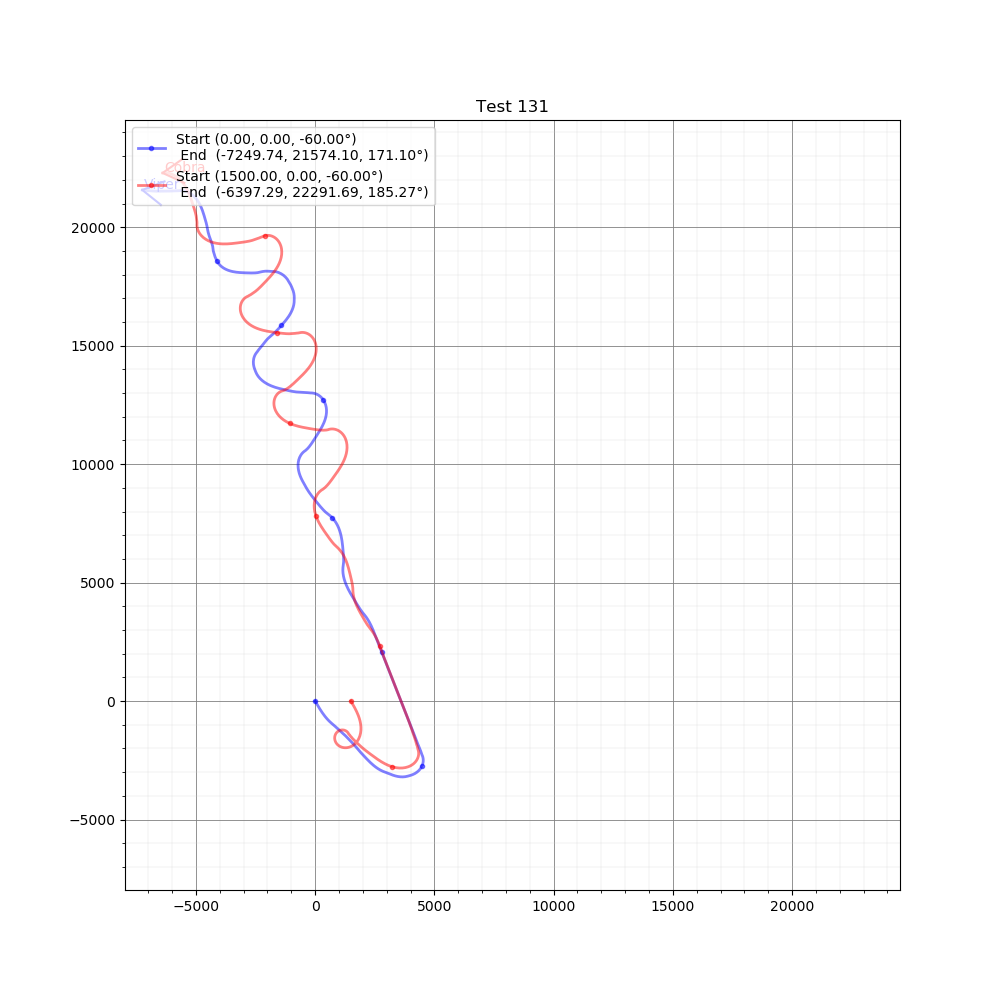 Test 131
Start (0.00, 0.00, -60.00°)
End (-7249.74, 21574.10, 171.10°)
Start (1500.00, 0.00, -60.00°)
End (-6397.29, 22291.69, 185.27°)
Cobra
Viper
20000
15000
10000
5000
0
−5000
−5000 0 5000 10000 15000 20000